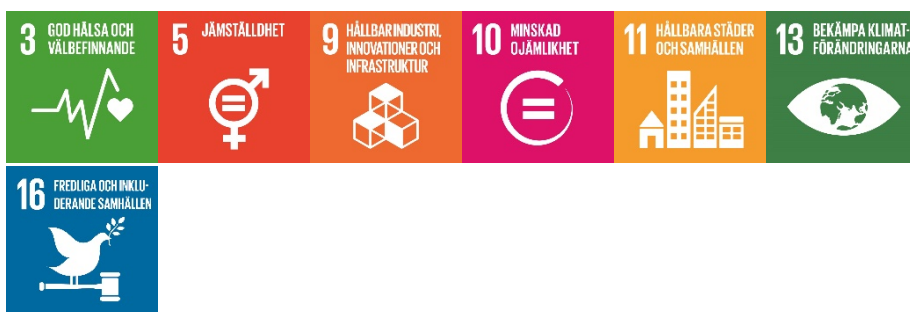 3 GOD HÄLSA OCH
VÄLBEFINNANDE
5 JÄMSTÄLLDHET
9 HÅLLBAR INDUSTRI,
INNOVATIONER OCH
INFRASTRUKTUR
10 MINSKAD
OJÄMLIKHET
11 HÅLLBARA STÄDER
OCH SAMHÄLLEN
13 BEKÄMPA KLIMAT-
FÖRÄNDRINGARNA
16 FREDLIGA OCH INKLU-
DERANDE SAMHÄLLEN